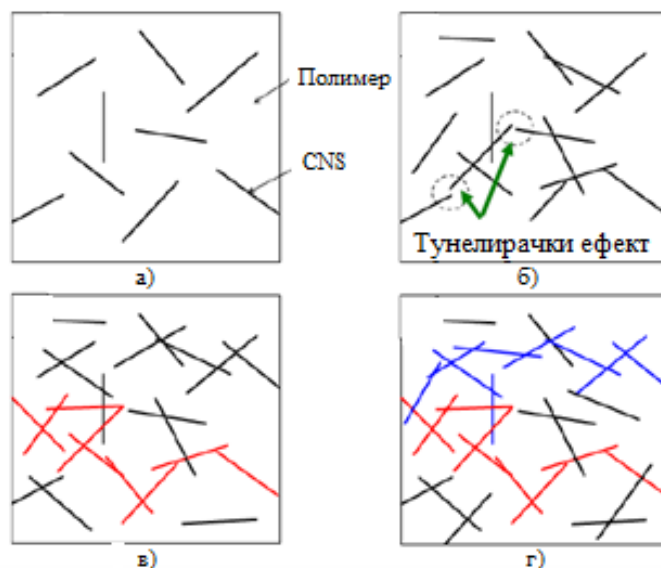 Полимер
CNS
а)
Тунелирачки ефект
б)
в)
г)